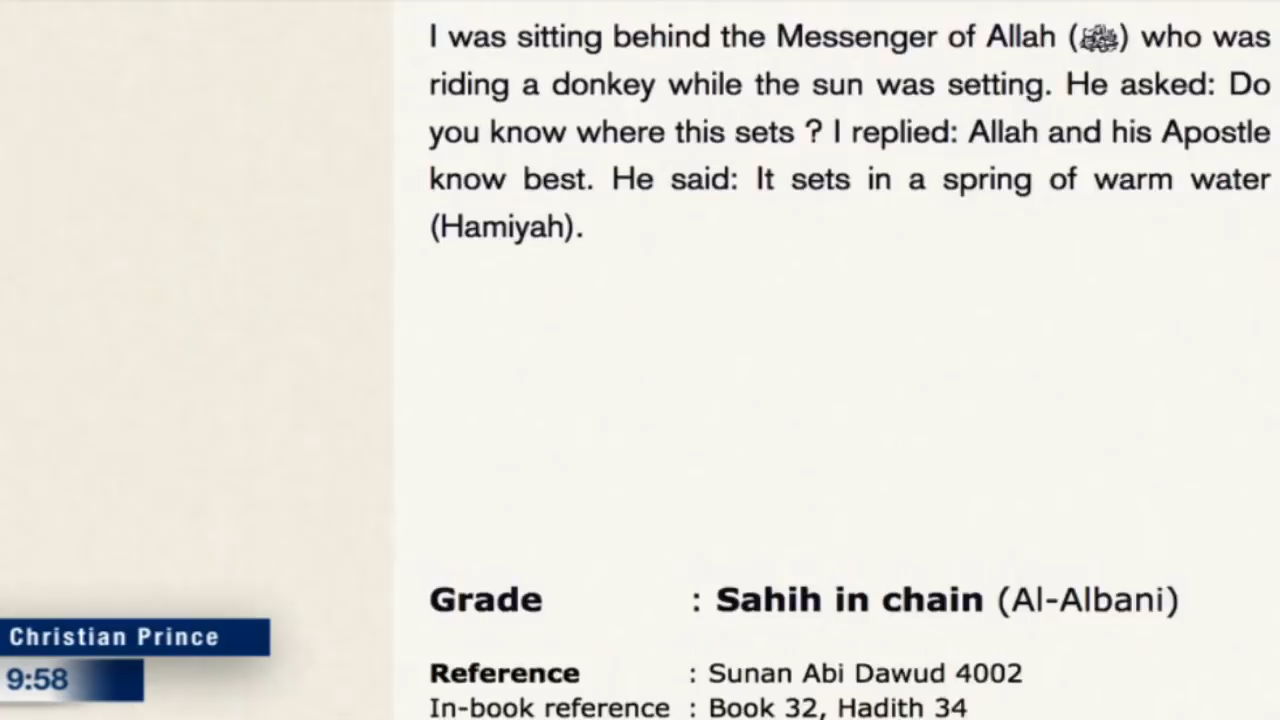 I was sitting behind the Messenger of Allah (ﷺ) who was
riding a donkey while the sun was setting. He asked: Do
you know where this sets ? I replied: Allah and his Apostle
know best. He said: It sets in a spring of warm water
(Hamiyah).
Grade : Sahih in chain (Al-Albani)
Christian Prince
9:58
Reference : Sunan Abi Dawud 4002
In-book reference : Book 32, Hadith 34